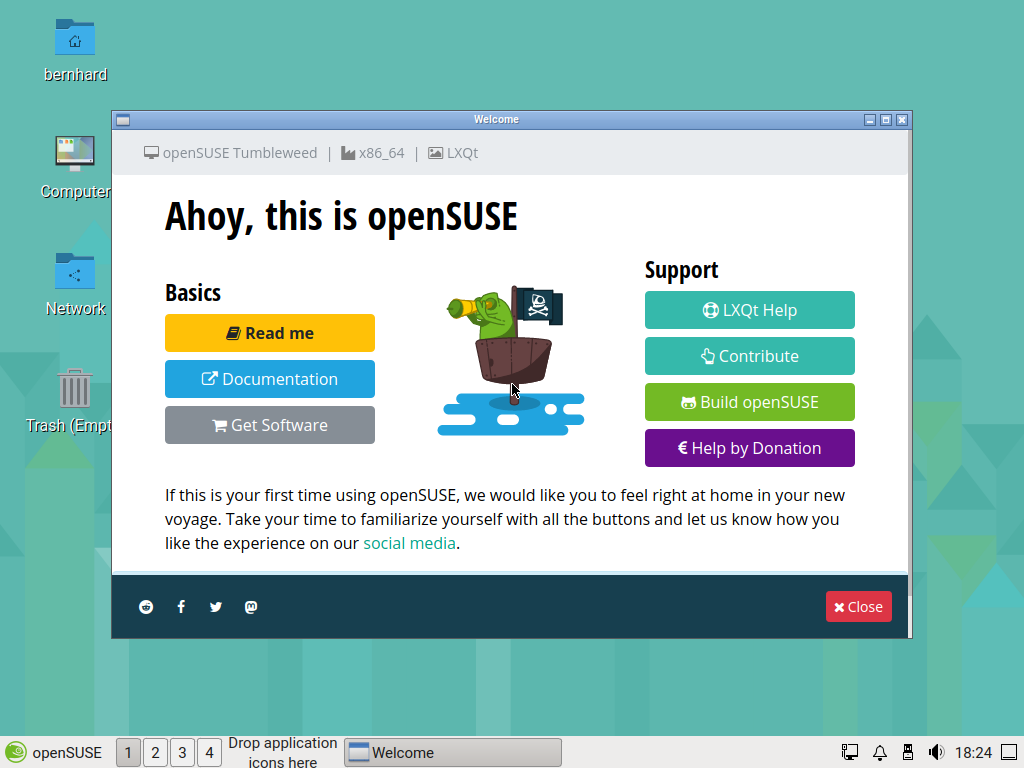 bernhard
Computer
Network
Trash (Empt
Welcome
openSUSE Tumbleweed | x86_64 | LXQt
Ahoy, this is openSUSE
Basics
Read me
Documentation
Get Software
Support
LXQt Help
Contribute
Build openSUSE
Help by Donation
If this is your first time using openSUSE, we would like you to feel right at home in your new
voyage. Take your time to familiarize yourself with all the buttons and let us know how you
like the experience on our social media.
Close
openSUSE
1 2 3 4
Drop application
icons here
Welcome
18:24